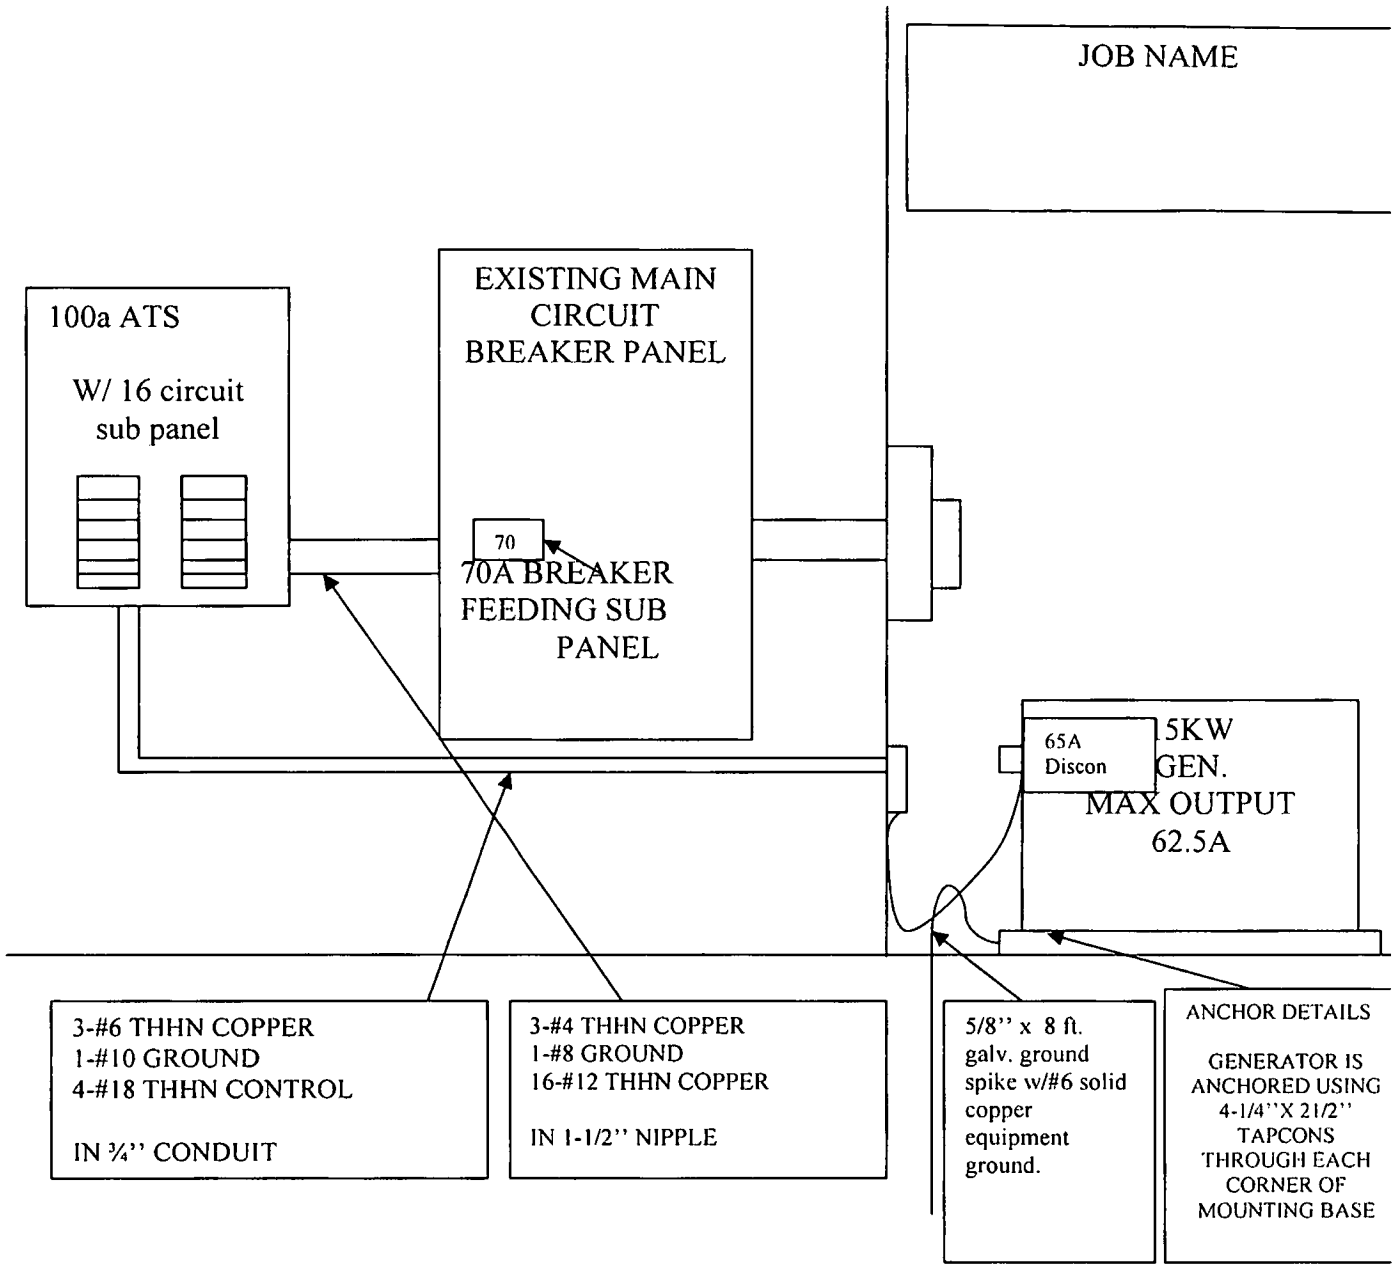 JOB NAME
EXISTING MAIN
CIRCUIT
BREAKER PANEL
100a ATS
W/ 16 circuit
sub panel
70
70A BREAKER
FEEDING SUB
PANEL
65A
Discon
5KW
GEN.
MAX OUTPUT
62.5A
3-#6 THHN COPPER
1-#10 GROUND
4-#18 THHN CONTROL
IN ¾'' CONDUIT
3-#4 THHN COPPER
1-#8 GROUND
16-#12 THHN COPPER
IN 1-1/2'' NIPPLE
5/8'' x 8 ft.
galv. ground
spike w/#6 solid
copper
equipment
ground.
ANCHOR DETAILS
GENERATOR IS
ANCHORED USING
4-1/4''X 21/2''
TAPCONS
THROUGH EACH
CORNER OF
MOUNTING BASE